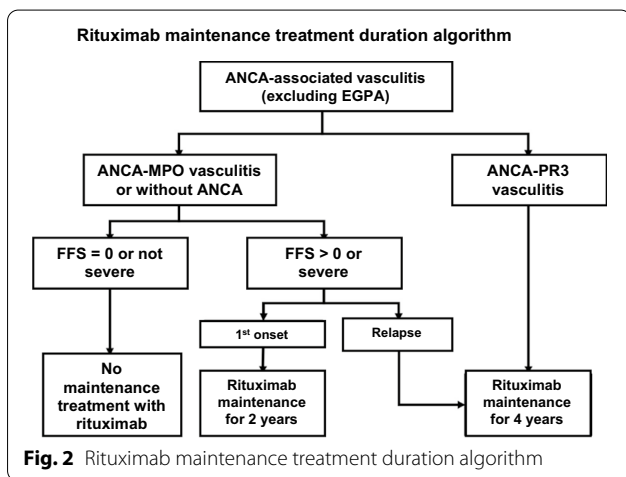 Rituximab maintenance treatment duration algorithm
ANCA-associated vasculitis
(excluding EGPA)
ANCA-MPO vasculitis
or without ANCA
ANCA-PR3
vasculitis
FFS = 0 or not
severe
FFS > 0 or
severe
1st onset
Relapse
No
maintenance
treatment with
rituximab
Rituximab
maintenance
for 2 years
Rituximab
maintenance
for 4 years
Fig. 2 Rituximab maintenance treatment duration algorithm